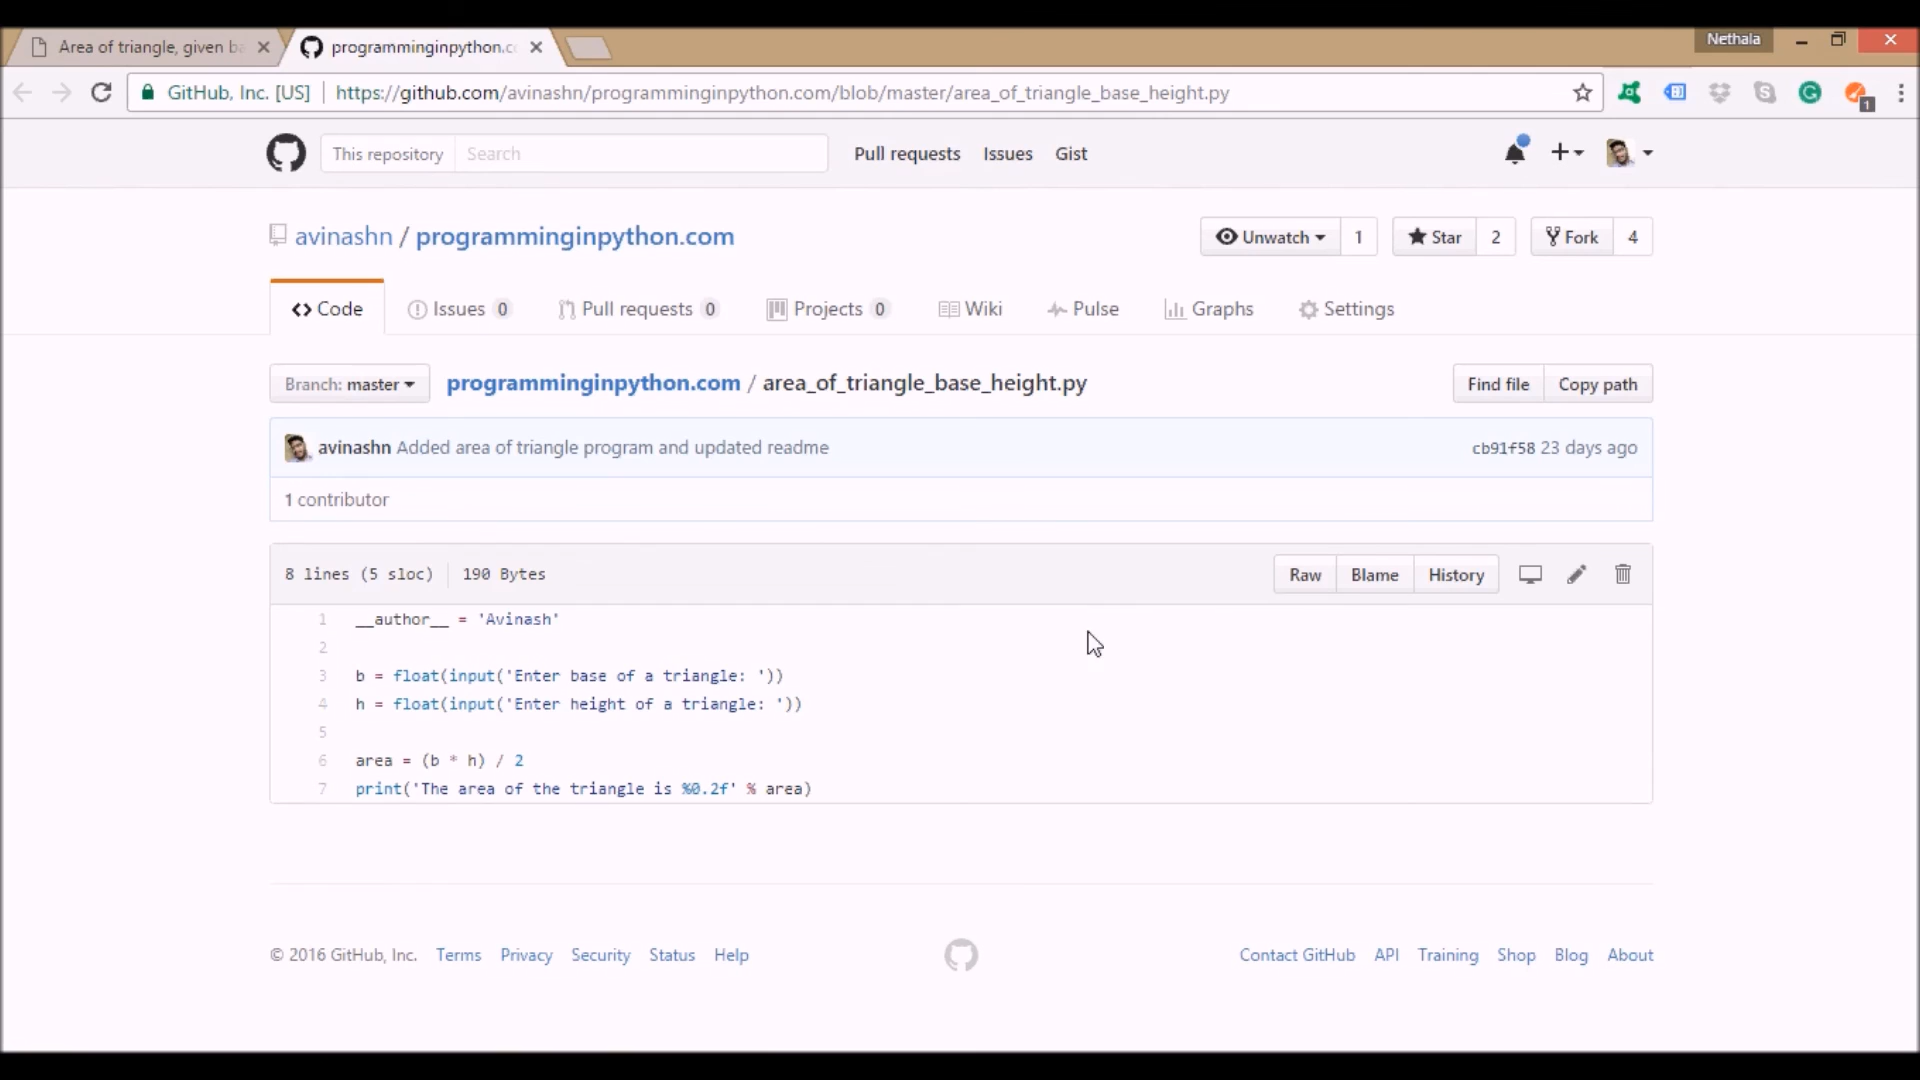 Area of triangle, given ba
programminginpython.c
Nethala
GitHub, Inc. [US] https://github.com/avinashn/programminginpython.com/blob/master/area_of_triangle_base_height.py
1
This repository Search Pull requests Issues Gist
avinashn / programminginpython.com Unwatch 1 Star 2 Fork 4
Code Issues 0 Pull requests 0 Projects 0 Wiki Pulse Graphs Settings
Branch: master programminginpython.com / area_of_triangle_base_height.py Find file Copy path
avinashn Added area of triangle program and updated readme cb91f58 23 days ago
1 contributor
8 lines (5 sloc) 190 Bytes Raw Blame History
1 __author__ = 'Avinash'
2
3 b = float(input('Enter base of a triangle: '))
4 h = float(input('Enter height of a triangle: '))
5
6 area = (b * h) / 2
7 print('The area of the triangle is %0.2f' % area)
© 2016 GitHub, Inc. Terms Privacy Security Status Help Contact GitHub API Training Shop Blog About